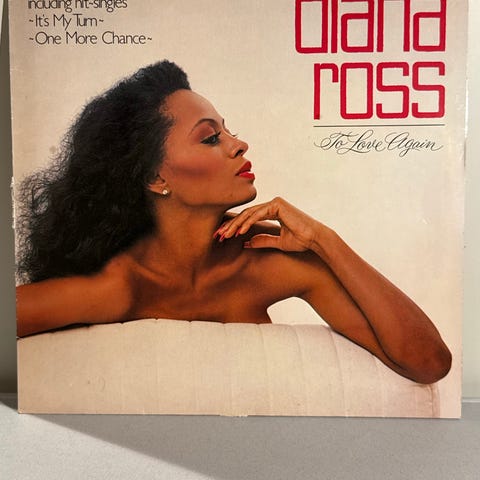 including hit-singles
~It's My Turn~
~One More Chance~
diana
ross
To Love Again